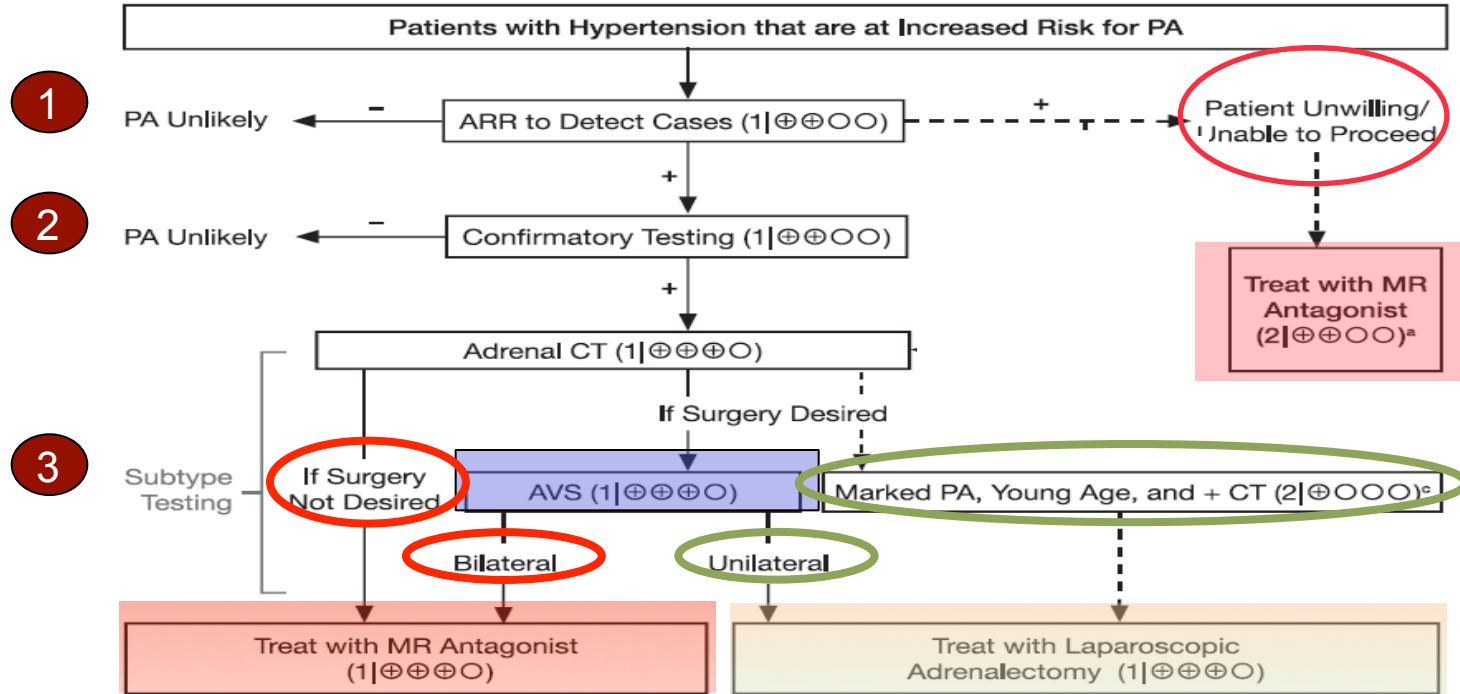 Patients with Hypertension that are at Increased Risk for PA
1
PA Unlikely
–
ARR to Detect Cases (1|⊕⊕○○)
+
Patient Unwilling/
Unable to Proceed
+
2
PA Unlikely
–
Confirmatory Testing (1|⊕⊕○○)
+
Treat with MR
Antagonist
(2|⊕⊕○○)ᵃ
Adrenal CT (1|⊕⊕⊕○)
If Surgery Desired
3
Subtype
Testing
If Surgery
Not Desired
AVS (1|⊕⊕⊕○)
Marked PA, Young Age, and + CT (2|⊕○○○)ᶜ
Bilateral
Unilateral
Treat with MR Antagonist
(1|⊕⊕⊕○)
Treat with Laparoscopic
Adrenalectomy (1|⊕⊕⊕○)